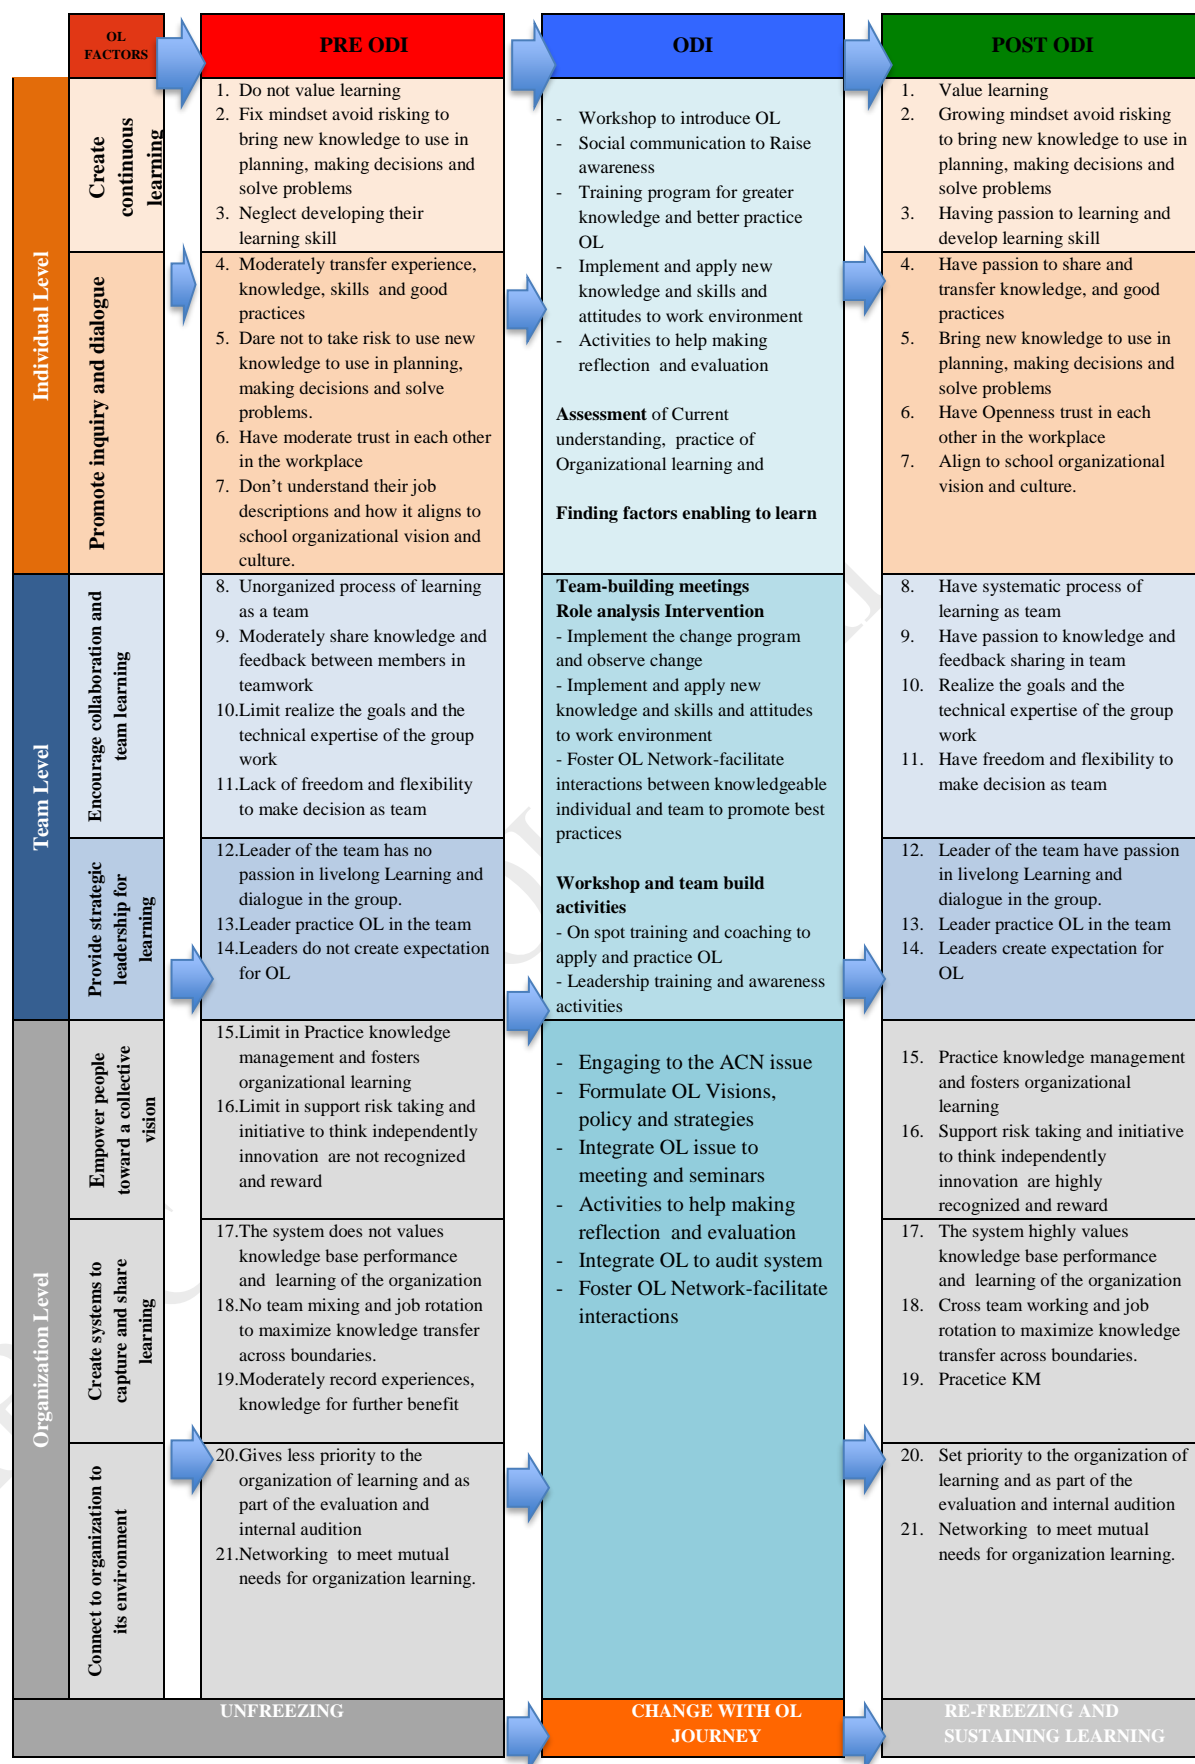 OL
FACTORS
PRE ODI
ODI
POST ODI
Individual Level
Create
continuous
learning
1. Do not value learning
2. Fix mindset avoid risking to
bring new knowledge to use in
planning, making decisions and
solve problems
3. Neglect developing their
learning skill
- Workshop to introduce OL
- Social communication to Raise
awareness
- Training program for greater
knowledge and better practice
OL
- Implement and apply new
knowledge and skills and
attitudes to work environment
- Activities to help making
reflection and evaluation
Assessment of Current
understanding, practice of
Organizational learning and
Finding factors enabling to learn
1. Value learning
2. Growing mindset avoid risking
to bring new knowledge to use in
planning, making decisions and
solve problems
3. Having passion to learning and
develop learning skill
Promote inquiry and dialogue
4. Moderately transfer experience,
knowledge, skills and good
practices
5. Dare not to take risk to use new
knowledge to use in planning,
making decisions and solve
problems.
6. Have moderate trust in each other
in the workplace
7. Don't understand their job
descriptions and how it aligns to
school organizational vision and
culture.
4. Have passion to share and
transfer knowledge, and good
practices
5. Bring new knowledge to use in
planning, making decisions and
solve problems
6. Have Openness trust in each
other in the workplace
7. Align to school organizational
vision and culture.
Team Level
Encourage collaboration and
team learning
8. Unorganized process of learning
as a team
9. Moderately share knowledge and
feedback between members in
teamwork
10.Limit realize the goals and the
technical expertise of the group
work
11.Lack of freedom and flexibility
to make decision as team
Team-building meetings
Role analysis Intervention
- Implement the change program
and observe change
- Implement and apply new
knowledge and skills and attitudes
to work environment
- Foster OL Network-facilitate
interactions between knowledgeable
individual and team to promote best
practices
Workshop and team build
activities
- On spot training and coaching to
apply and practice OL
- Leadership training and awareness
activities
8. Have systematic process of
learning as team
9. Have passion to knowledge and
feedback sharing in team
10. Realize the goals and the
technical expertise of the group
work
11. Have freedom and flexibility to
make decision as team
Provide strategic
leadership for
learning
12.Leader of the team has no
passion in livelong Learning and
dialogue in the group.
13.Leader practice OL in the team
14.Leaders do not create expectation
for OL
12. Leader of the team have passion
in livelong Learning and
dialogue in the group.
13. Leader practice OL in the team
14. Leaders create expectation for
OL
Organization Level
Empower people
toward a collective
vision
15.Limit in Practice knowledge
management and fosters
organizational learning
16.Limit in support risk taking and
initiative to think independently
innovation are not recognized
and reward
- Engaging to the ACN issue
- Formulate OL Visions,
policy and strategies
- Integrate OL issue to
meeting and seminars
- Activities to help making
reflection and evaluation
- Integrate OL to audit system
- Foster OL Network-facilitate
interactions
15. Practice knowledge management
and fosters organizational
learning
16. Support risk taking and initiative
to think independently
innovation are highly
recognized and reward
Create systems to
capture and share
learning
17.The system does not values
knowledge base performance
and learning of the organization
18.No team mixing and job rotation
to maximize knowledge transfer
across boundaries.
19.Moderately record experiences,
knowledge for further benefit
17. The system highly values
knowledge base performance
and learning of the organization
18. Cross team working and job
rotation to maximize knowledge
transfer across boundaries.
19. Pracetice KM
Connect to organization to
its environment
20.Gives less priority to the
organization of learning and as
part of the evaluation and
internal audition
21.Networking to meet mutual
needs for organization learning.
20. Set priority to the organization of
learning and as part of the
evaluation and internal audition
21. Networking to meet mutual
needs for organization learning.
UNFREEZING
CHANGE WITH OL
JOURNEY
RE-FREEZING AND
SUSTAINING LEARNING